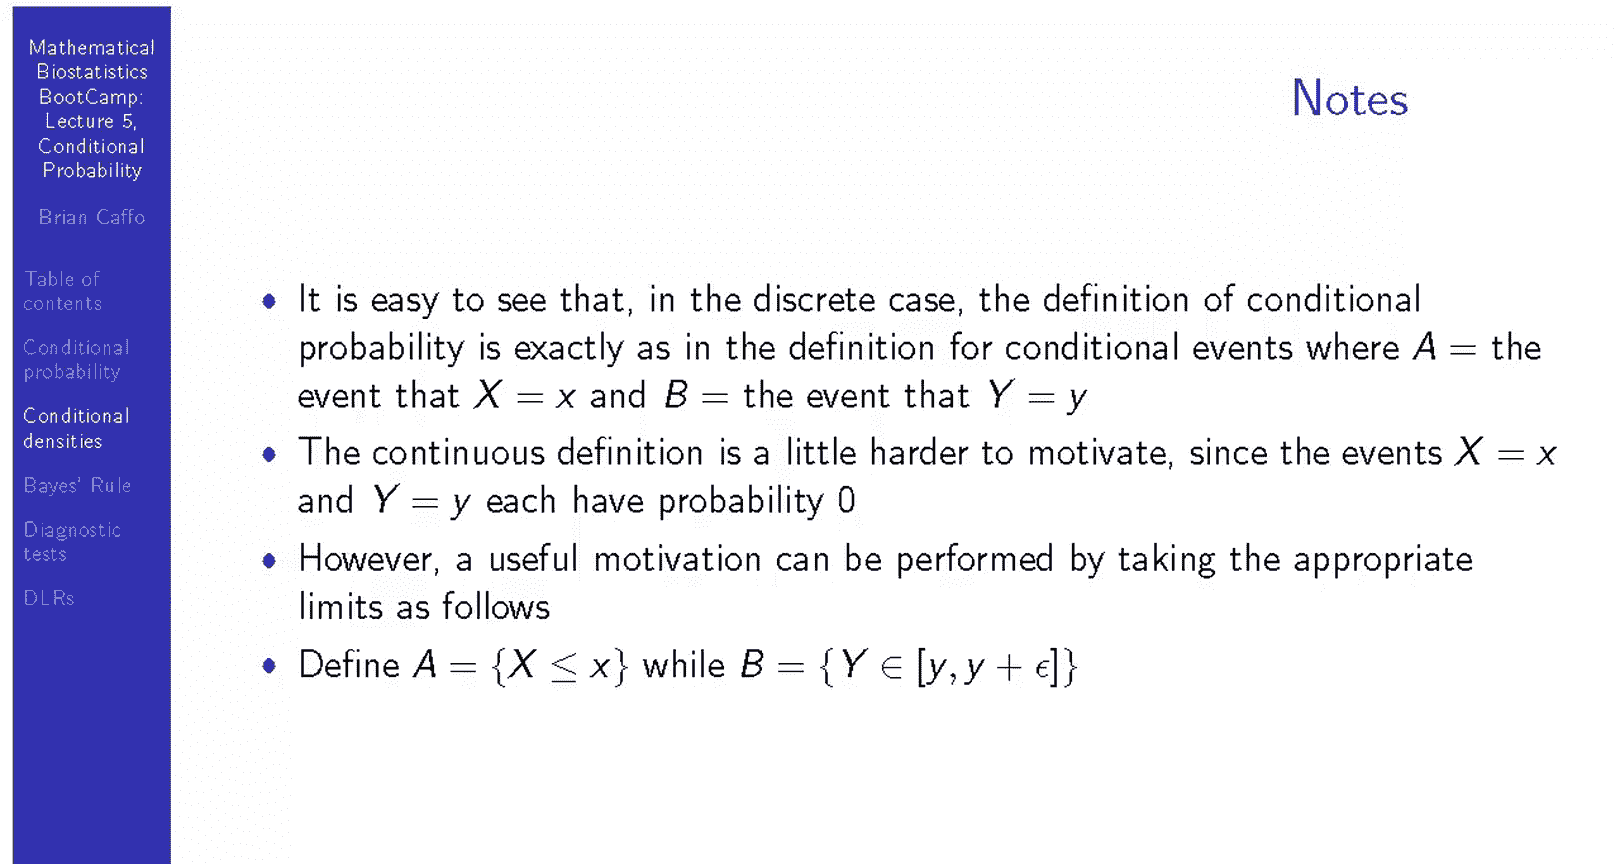 Mathematical
Biostatistics
BootCamp:
Lecture 5,
Conditional
Probability
Brian Caffo
Table of
contents
Conditional
probability
Conditional
densities
Bayes' Rule
Diagnostic
tests
DLRs
Notes
• It is easy to see that, in the discrete case, the definition of conditional
probability is exactly as in the definition for conditional events where A = the
event that X = x and B = the event that Y = y
• The continuous definition is a little harder to motivate, since the events X = x
and Y = y each have probability 0
• However, a useful motivation can be performed by taking the appropriate
limits as follows
• Define A = {X ≤ x} while B = {Y ∈ [y, y + ϵ]}